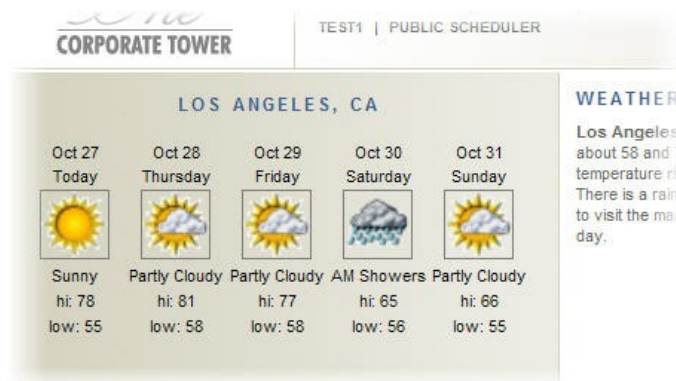 The
CORPORATE TOWER
TEST1 | PUBLIC SCHEDULER
LOS ANGELES, CA
Oct 27 Oct 28 Oct 29 Oct 30 Oct 31
Today Thursday Friday Saturday Sunday
Sunny Partly Cloudy Partly Cloudy AM Showers Partly Cloudy
hi: 78 hi: 81 hi: 77 hi: 65 hi: 66
low: 55 low: 58 low: 58 low: 56 low: 55
WEATHER
Los Angeles
about 58 and
temperature
There is a rain
to visit the
day.